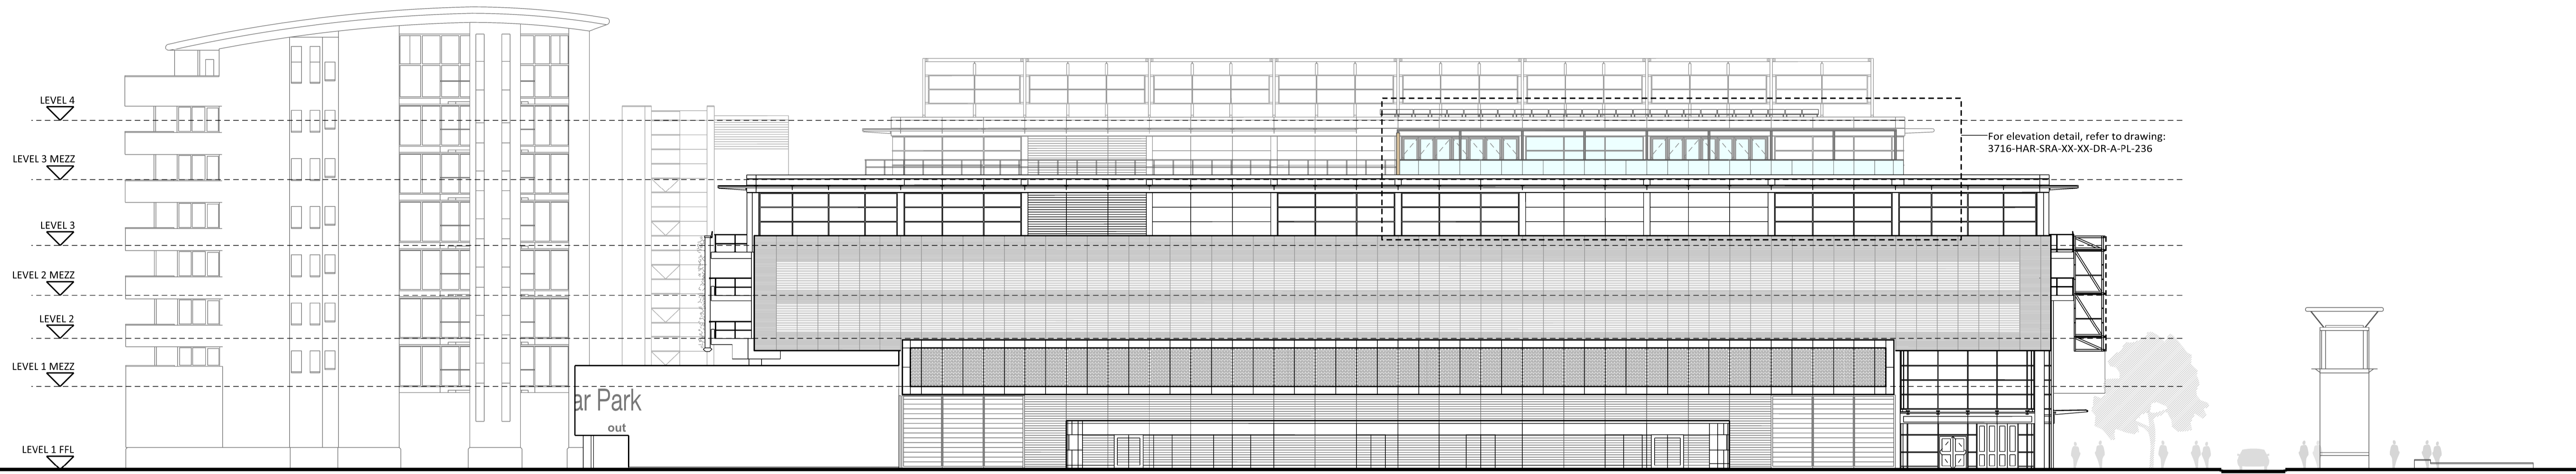 LEVEL 4
For elevation detail, refer to drawing:
3716-HAR-SRA-XX-XX-DR-A-PL-236
LEVEL 3 MEZZ
LEVEL 3
LEVEL 2 MEZZ
LEVEL 2
LEVEL 1 MEZZ
ar Park
out
LEVEL 1 FFL